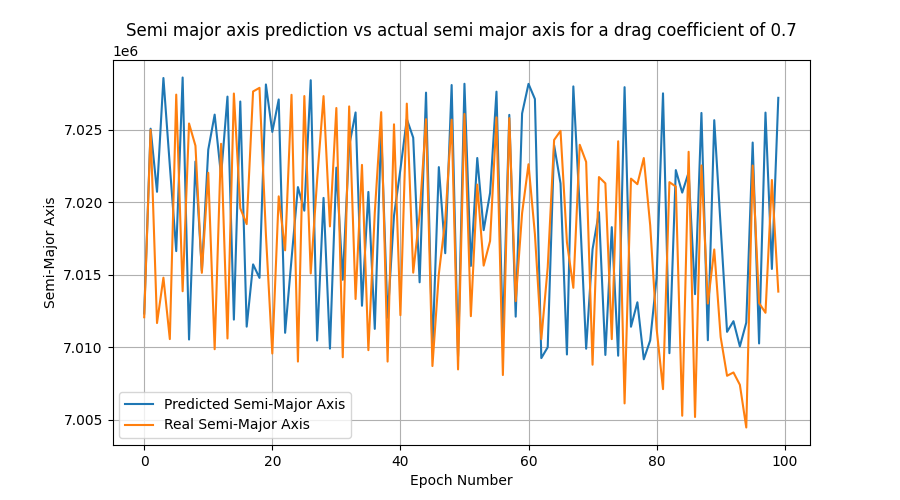 Semi major axis prediction vs actual semi major axis for a drag coefficient of 0.7
1e6
7.025
7.020
7.015
7.010
7.005
Semi-Major Axis
Predicted Semi-Major Axis
Real Semi-Major Axis
0 20 40 60 80 100
Epoch Number